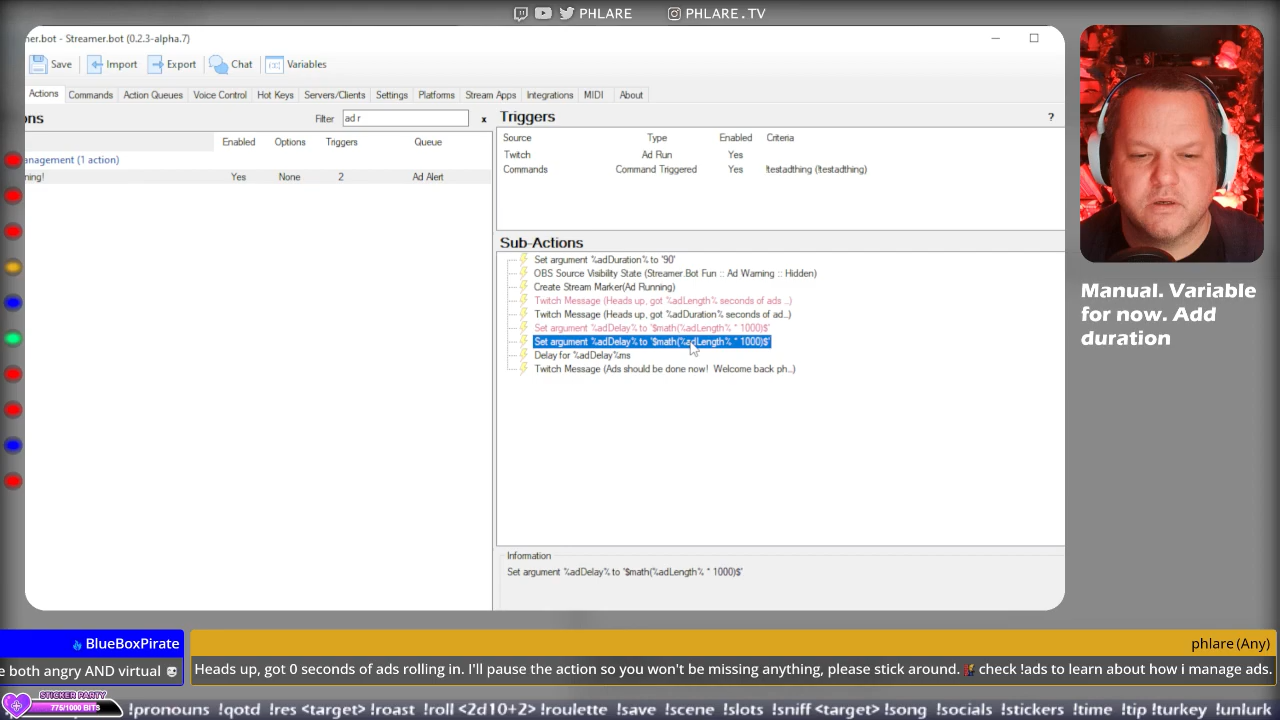 PHLARE PHLARE.TV
ner.bot - Streamer.bot (0.2.3-alpha.7)
Save Import Export Chat Variables
Actions Commands Action Queues Voice Control Hot Keys Servers/Clients Settings Platforms Stream Apps Integrations MIDI About
ons Filter ad r x
Enabled Options Triggers Queue
anagement (1 action)
ning! Yes None 2 Ad Alert
Triggers ?
Source Type Enabled Criteria
Twitch Ad Run Yes
Commands Command Triggered Yes !testadthing (!testadthing)
Sub-Actions
Set argument %adDuration% to '90'
OBS Source Visibility State (Streamer.Bot Fun :: Ad Warning :: Hidden)
Create Stream Marker(Ad Running)
Twitch Message (Heads up, got %adLength% seconds of ads ..)
Twitch Message (Heads up, got %adDuration% seconds of ad..)
Set argument %adDelay% to '$math(%adLength% * 1000)$'
Set argument %adDelay% to '$math(%adLength% * 1000)$'
Delay for %adDelay%ms
Twitch Message (Ads should be done now! Welcome back ph..)
Information
Set argument %adDelay% to '$math(%adLength% * 1000)$'
Manual. Variable
for now. Add
duration
BlueBoxPirate
e both angry AND virtual
phlare (Any)
Heads up, got 0 seconds of ads rolling in. I'll pause the action so you won't be missing anything, please stick around. check !ads to learn about how i manage ads.
STICKER PARTY
775/1000 BITS
!pronouns !qotd !res <target> !roast !roll <2d10+2> !roulette !save !scene !slots !sniff <target> !song !socials !stickers !time !tip !turkey !unlurk